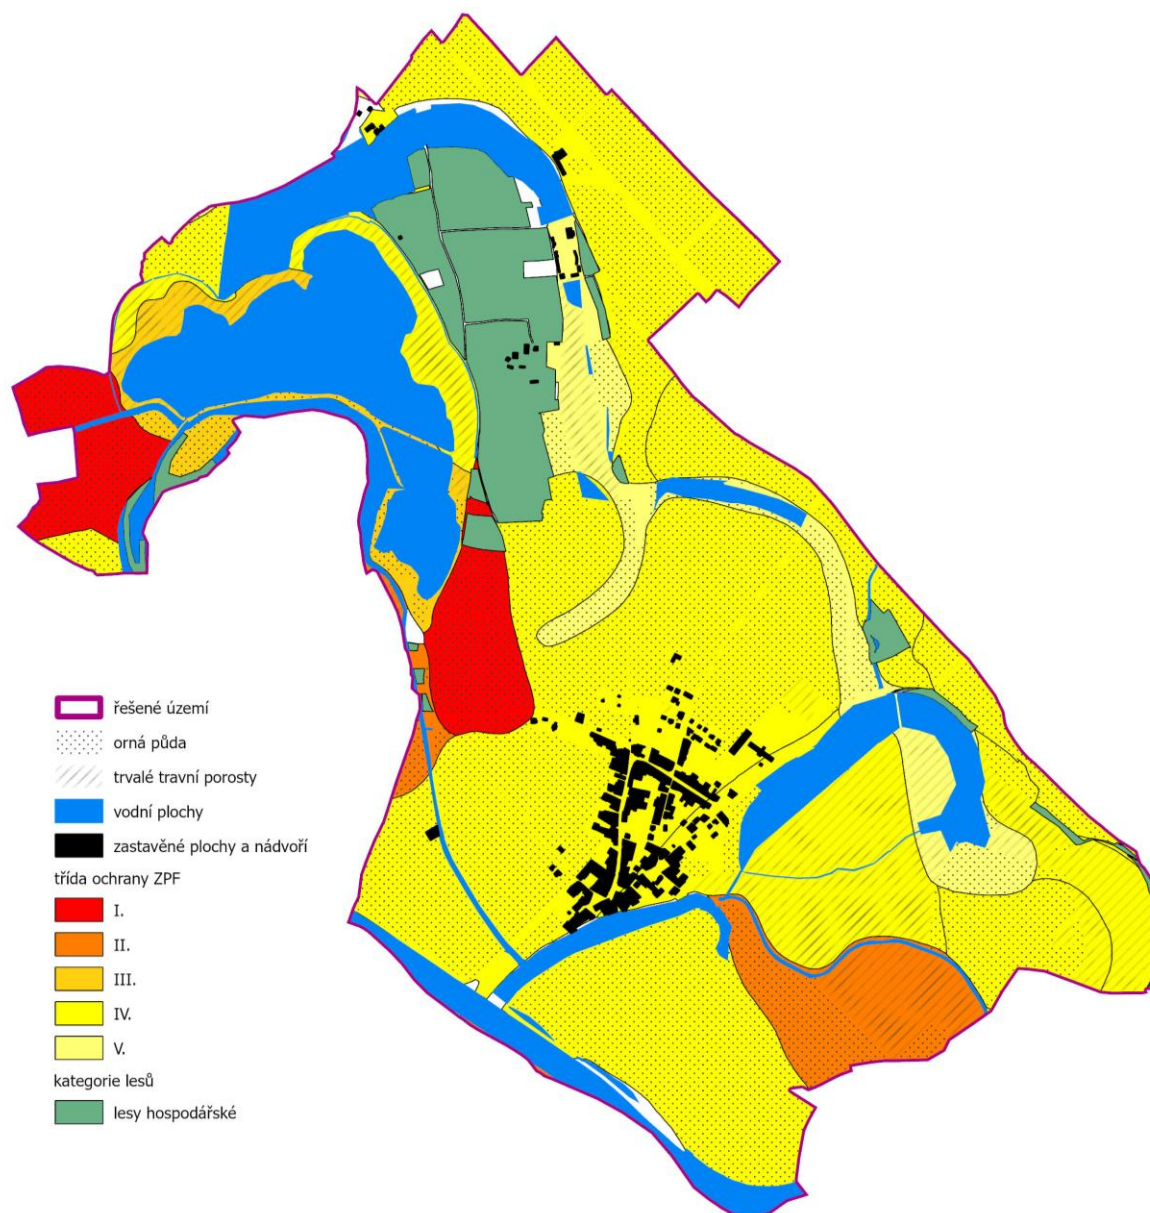 řešené území
orná půda
trvalé travní porosty
vodní plochy
zastavěné plochy a nádvoří
třída ochrany ZPF
I.
II.
III.
IV.
V.
kategorie lesů
lesy hospodářské